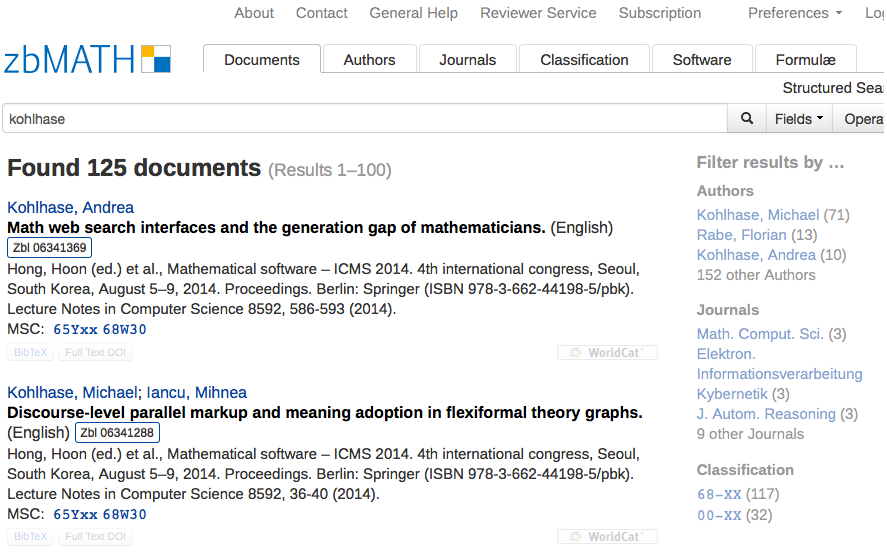 About Contact General Help Reviewer Service Subscription Preferences
zbMATH
Documents Authors Journals Classification Software Formulæ
Structured
kohlhase Fields
Found 125 documents (Results 1–100)
Kohlhase, Andrea
Math web search interfaces and the generation gap of mathematicians. (English)
Zbl 06341369
Hong, Hoon (ed.) et al., Mathematical software – ICMS 2014. 4th international congress, Seoul,
South Korea, August 5–9, 2014. Proceedings. Berlin: Springer (ISBN 978-3-662-44198-5/pbk).
Lecture Notes in Computer Science 8592, 586-593 (2014).
MSC: 65Yxx 68W30
BibTeX Full Text DOI WorldCat
Kohlhase, Michael; Iancu, Mihnea
Discourse-level parallel markup and meaning adoption in flexiformal theory graphs.
(English) Zbl 06341288
Hong, Hoon (ed.) et al., Mathematical software – ICMS 2014. 4th international congress, Seoul,
South Korea, August 5–9, 2014. Proceedings. Berlin: Springer (ISBN 978-3-662-44198-5/pbk).
Lecture Notes in Computer Science 8592, 36-40 (2014).
MSC: 65Yxx 68W30
BibTeX Full Text DOI WorldCat
Filter results by …
Authors
Kohlhase, Michael (71)
Rabe, Florian (13)
Kohlhase, Andrea (10)
152 other Authors
Journals
Math. Comput. Sci. (3)
Elektron.
Informationsverarbeitung
Kybernetik (3)
J. Autom. Reasoning (3)
9 other Journals
Classification
68-XX (117)
00-XX (32)